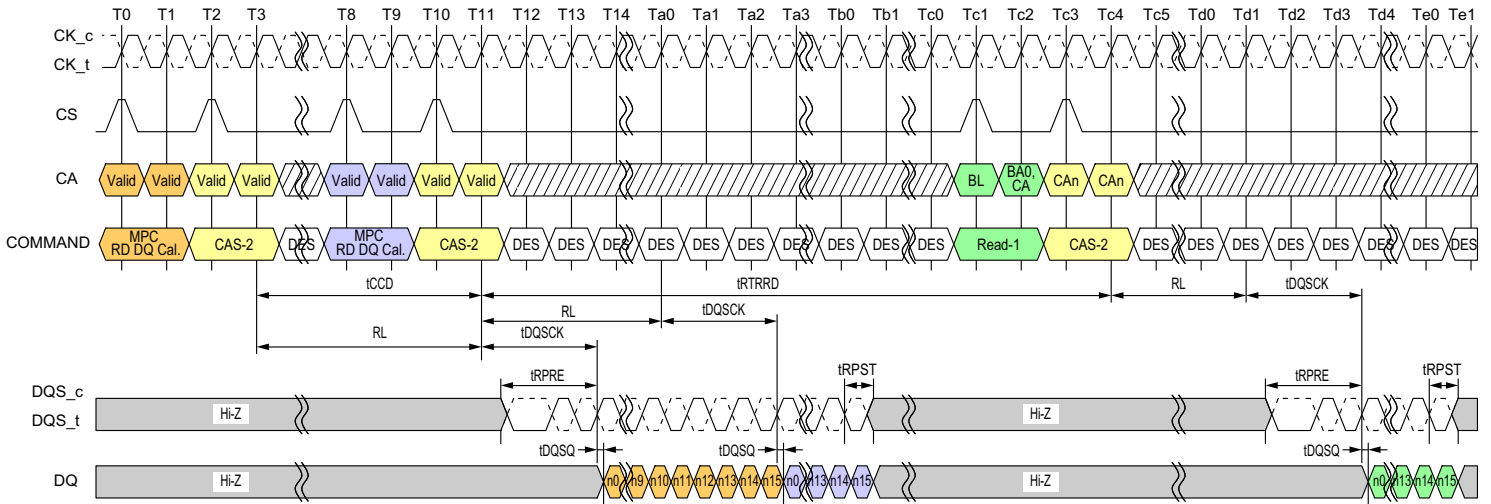 T0 T1 T2 T3 T8 T9 T10 T11 T12 T13 T14 Ta0 Ta1 Ta2 Ta3 Tb0 Tb1 Tc0 Tc1 Tc2 Tc3 Tc4 Tc5 Td0 Td1 Td2 Td3 Td4 Te0 Te1
CK_c
CK_t
CS
CA Valid Valid Valid Valid Valid Valid Valid Valid BL BA0, CA CAn CAn
COMMAND MPC RD DQ Cal. CAS-2 DES MPC RD DQ Cal. CAS-2 DES DES DES DES DES DES DES DES DES DES Read-1 CAS-2 DES DES DES DES DES DES DES DES
tCCD tRTRRD RL tDQSCK
RL tDQSCK
RL tDQSCK
tRPRE tRPST tRPRE tRPST
DQS_c
DQS_t
Hi-Z Hi-Z
tDQSQ tDQSQ tDQSQ
DQ Hi-Z n0 n9 n10 n11 n12 n13 n14 n15 n0 n13 n14 n15 Hi-Z n0 n13 n14 n15